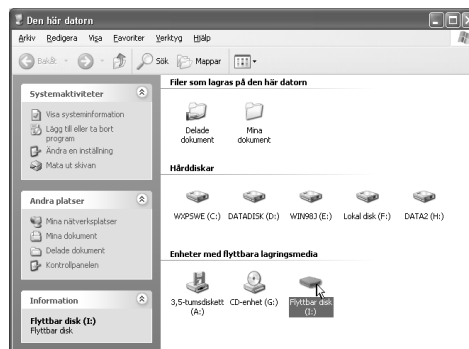 Den här datorn
Arkiv Redigera Visa Favoriter Verktyg Hjälp
Bakåt Sök Mappar
Systemaktiviteter
Visa systeminformation
Lägg till eller ta bort
program
Ändra en inställning
Mata ut skivan
Andra platser
Mina nätverksplatser
Mina dokument
Delade dokument
Kontrollpanelen
Information
Flyttbar disk (I:)
Flyttbar disk
Filer som lagras på den här datorn
Delade
dokument
Mina
dokument
Hårddiskar
WXPSWE (C:) DATADISK (D:) WIN98J (E:) Lokal disk (F:) DATA2 (H:)
Enheter med flyttbara lagringsmedia
3,5-tumsdiskett
(A:)
CD-enhet (G:)
Flyttbar disk
(I:)